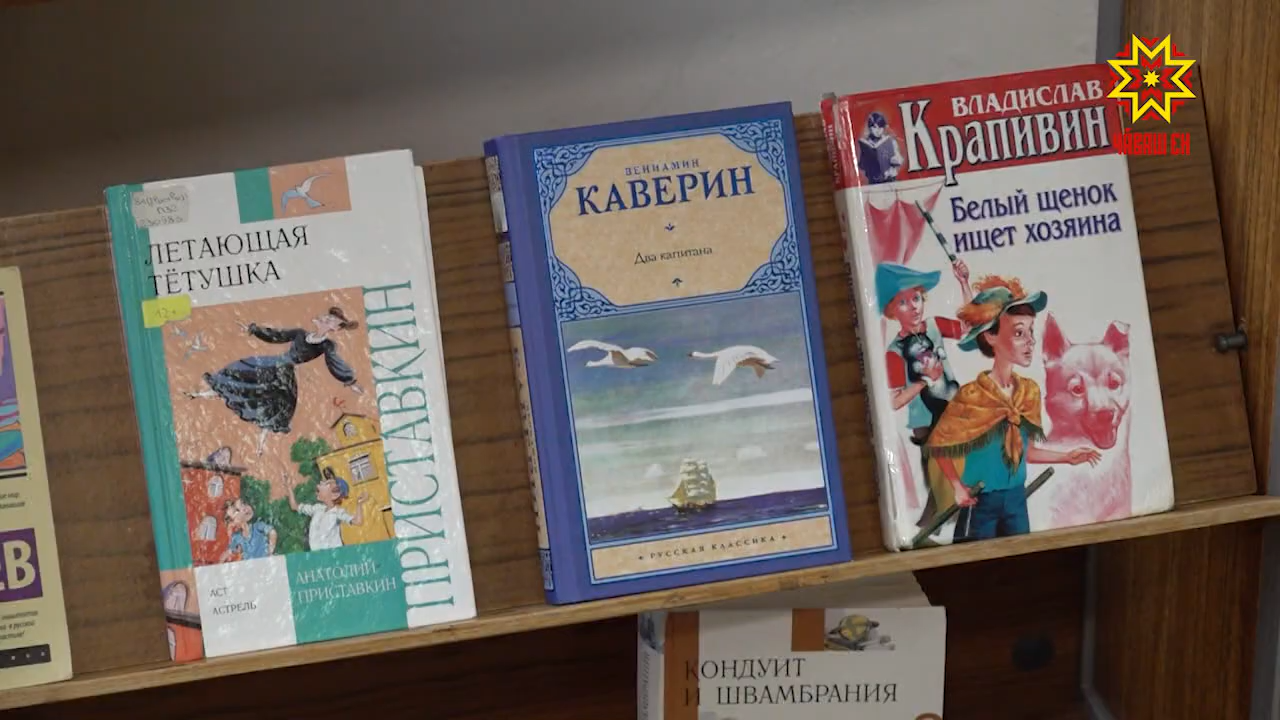 ЛЕТАЮЩАЯ
ТЁТУШКА
12+
ПРИСТАВКИН
АСТ
АСТРЕЛЬ
АНАТОЛИЙ
ПРИСТАВКИН
ВЕНИАМИН
КАВЕРИН
Два капитана
РУССКАЯ КЛАССИКА
ВЛАДИСЛАВ
Крапивин
Белый щенок
ищет хозяина
ЧӐВАШ ЕН
КОНДУИТ
И ШВАМБРАНИЯ